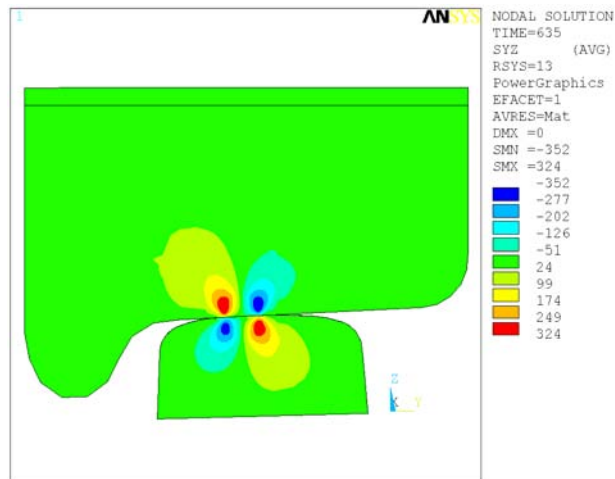 1
ANSYS
NODAL SOLUTION
TIME=635
SYZ (AVG)
RSYS=13
PowerGraphics
EFACET=1
AVRES=Mat
DMX =0
SMN =-352
SMX =324
-352
-277
-202
-126
-51
24
99
174
249
324
Z
X Y